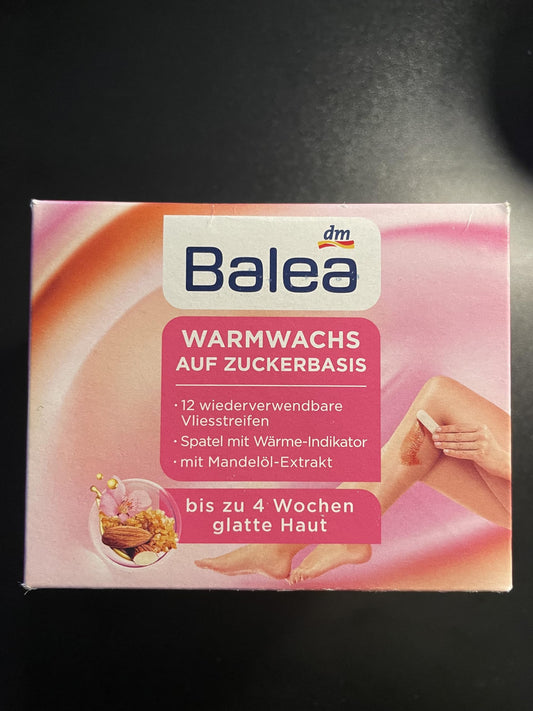 dm
Balea
WARMWACHS
AUF ZUCKERBASIS
· 12 wiederverwendbare
Vliesstreifen
· Spatel mit Wärme-Indikator
· mit Mandelöl-Extrakt
bis zu 4 Wochen
glatte Haut